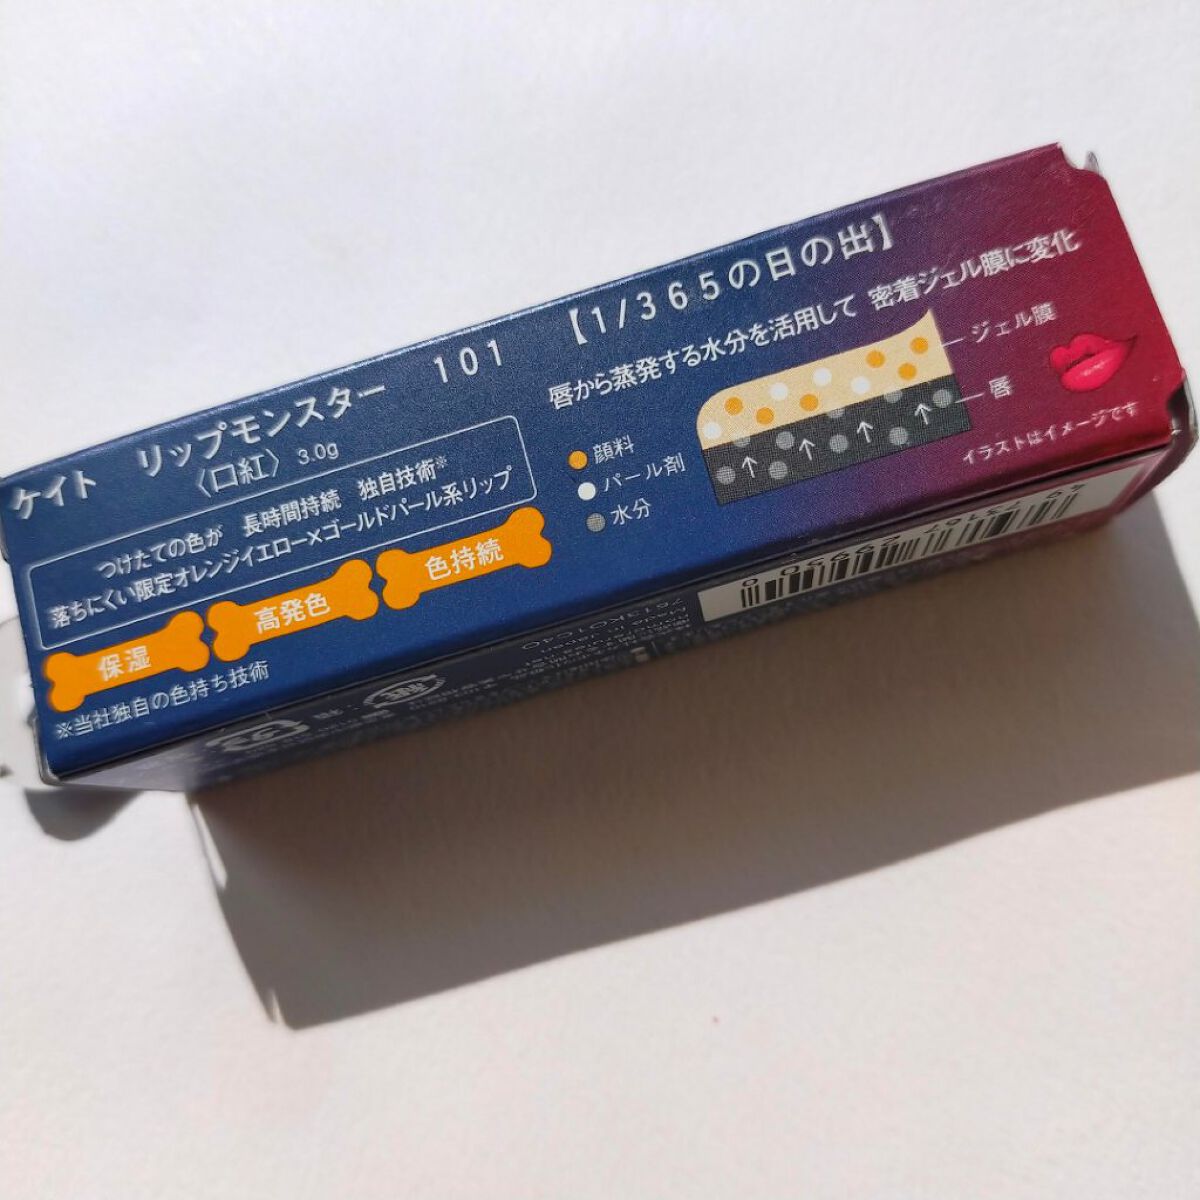 ケイト リップモンスター 101 【1/365の日の出】
〈口紅〉 3.0g
つけたての色が 長時間持続 独自技術※
落ちにくい限定オレンジイエロー×ゴールドパール系リップ
保湿 高発色 色持続
※当社独自の色持ち技術
唇から蒸発する水分を活用して 密着ジェル膜に変化
顔料
パール剤
水分
ジェル膜
唇
イラストはイメージです
Made in Japan